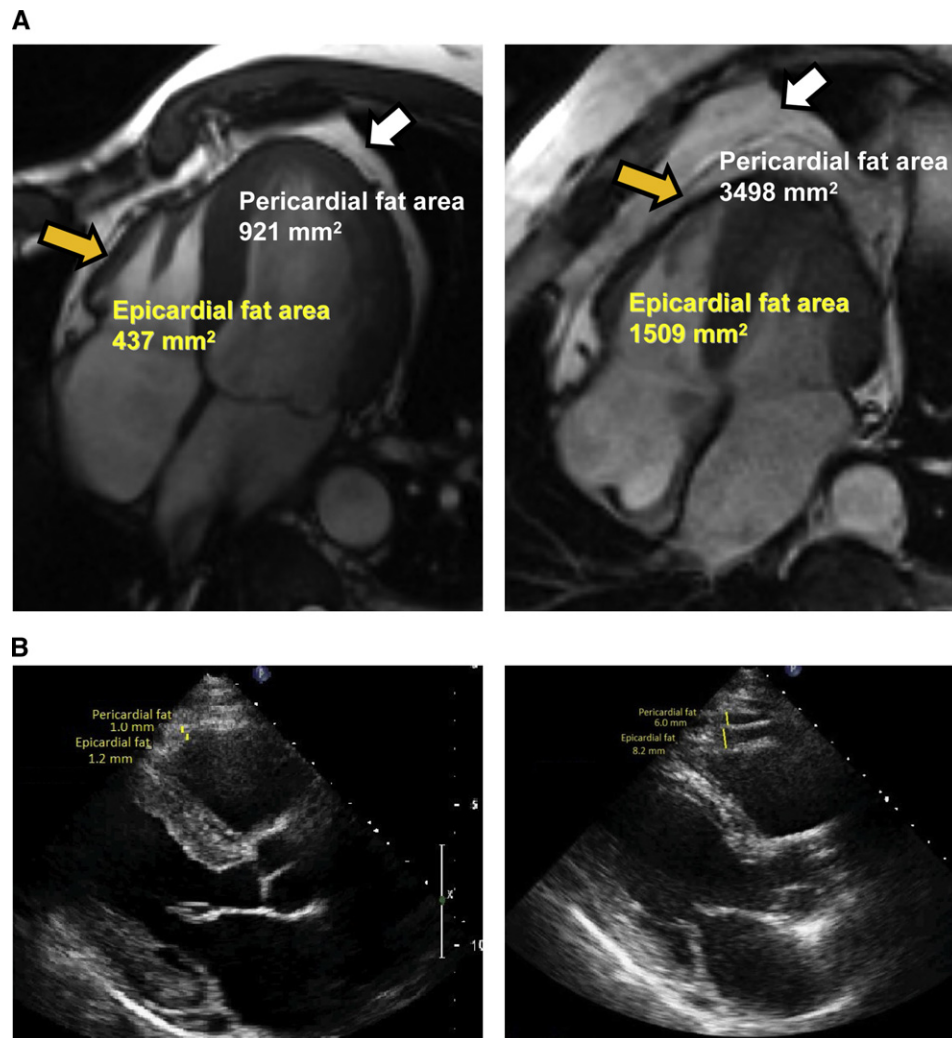 A
Pericardial fat area
921 mm²
Epicardial fat area
437 mm²
Pericardial fat area
3498 mm²
Epicardial fat area
1509 mm²
B
Pericardial fat
1.0 mm
Epicardial fat
1.2 mm
5
X
10
P
Pericardial fat
6.0 mm
Epicardial fat
8.2 mm